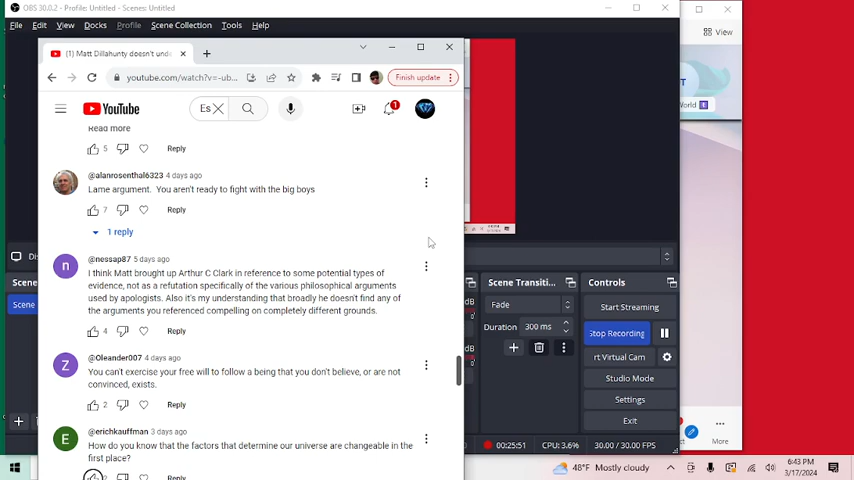 OBS 30.0.2 - Profile: Untitled - Scenes: Untitled
File Edit View Docks Profile Scene Collection Tools Help
View
(1) Matt Dillahunty doesn't und
youtube.com/watch?v=-ub...
Finish update
YouTube
Es
1
World
Read more
5 Reply
@alanrosenthal6323 4 days ago
Lame argument. You aren't ready to fight with the big boys
7 Reply
1 reply
@nessap87 5 days ago
I think Matt brought up Arthur C Clark in reference to some potential types of
evidence, not as a refutation specifically of the various philosophical arguments
used by apologists. Also it's my understanding that broadly he doesn't find any of
the arguments you referenced compelling on completely different grounds.
4 Reply
@Oleander007 4 days ago
You can't exercise your free will to follow a being that you don't believe, or are not
convinced, exists.
2 Reply
@erichkauffman 3 days ago
How do you know that the factors that determine our universe are changeable in the
first place?
Reply
n
Z
E
Di
Scen
Scene
dB
dB
Scene Transiti...
Fade
Duration 300 ms
Controls
Start Streaming
Stop Recording
rt Virtual Cam
Studio Mode
Settings
Exit
00:25:51
CPU: 3.6%
30.00 / 30.00 FPS
More
48°F Mostly cloudy
6:43 PM
3/17/2024